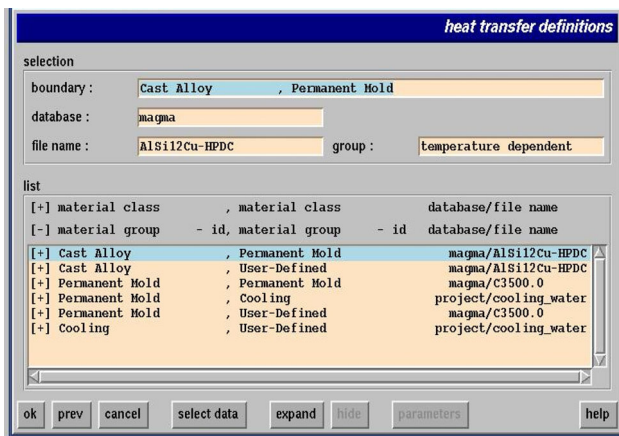 heat transfer definitions
selection
boundary : Cast Alloy , Permanent Mold
database : magma
file name : AlSi12Cu-HPDC group : temperature dependent
list
[+] material class , material class database/file name
[-] material group - id, material group - id database/file name
[+] Cast Alloy , Permanent Mold magma/AlSi12Cu-HPDC
[+] Cast Alloy , User-Defined magma/AlSi12Cu-HPDC
[+] Permanent Mold , Permanent Mold magma/C3500.0
[+] Permanent Mold , Cooling project/cooling_water
[+] Permanent Mold , User-Defined magma/C3500.0
[+] Cooling , User-Defined project/cooling_water
ok prev cancel select data expand hide parameters help